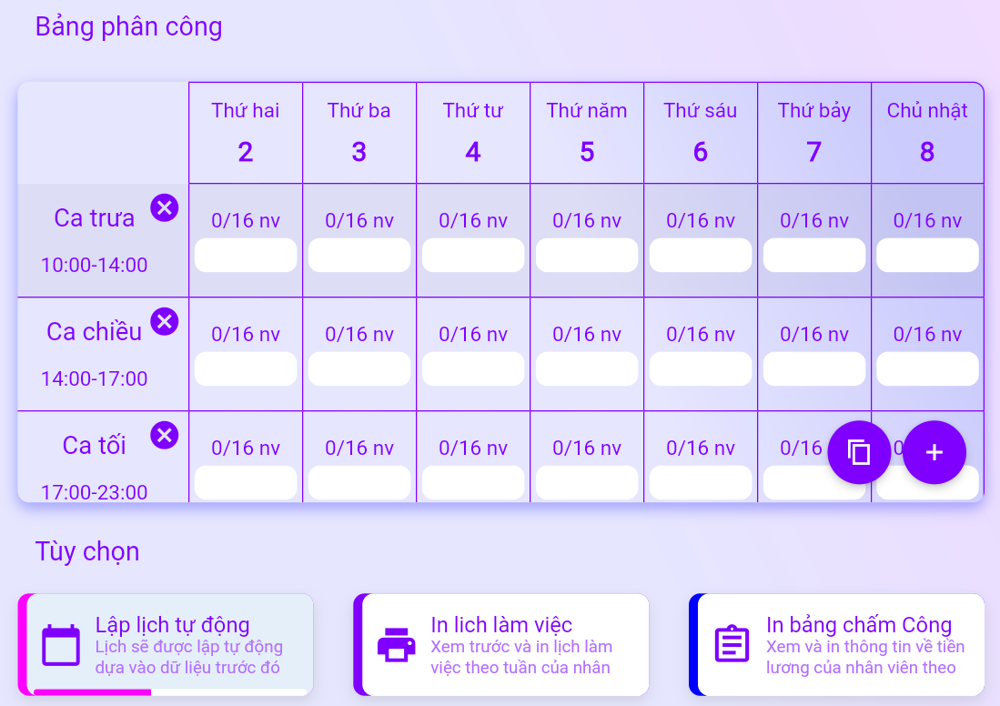 Bảng phân công
Thứ hai Thứ ba Thứ tư Thứ năm Thứ sáu Thứ bảy Chủ nhật
2 3 4 5 6 7 8
Ca trưa
0/16 nv 0/16 nv 0/16 nv 0/16 nv 0/16 nv 0/16 nv 0/16 nv
10:00-14:00
Ca chiều
0/16 nv 0/16 nv 0/16 nv 0/16 nv 0/16 nv 0/16 nv 0/16 nv
14:00-17:00
Ca tối
0/16 nv 0/16 nv 0/16 nv 0/16 nv 0/16 nv 0/16 0
17:00-23:00
Tùy chọn
Lập lịch tự động
Lịch sẽ được lập tự động
dựa vào dữ liệu trước đó
In lich làm việc
Xem trước và in lịch làm
việc theo tuần của nhân
In bảng chấm Công
Xem và in thông tin về tiền
lương của nhân viên theo